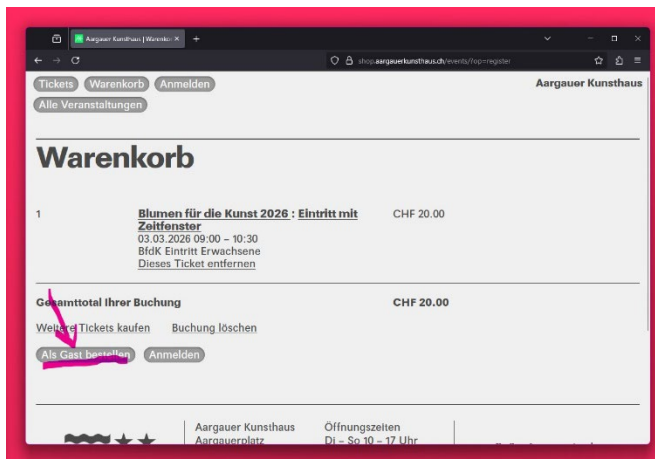 Aargauer Kunsthaus | Warenko
shop.aargauerkunsthaus.ch/events/?op=register
Tickets Warenkorb Anmelden
Aargauer Kunsthaus
Alle Veranstaltungen
Warenkorb
1 Blumen für die Kunst 2026 : Eintritt mit CHF 20.00
Zeitfenster
03.03.2026 09:00 – 10:30
BfdK Eintritt Erwachsene
Dieses Ticket entfernen
Gesamttotal Ihrer Buchung CHF 20.00
Weitere Tickets kaufen Buchung löschen
Als Gast bestellen Anmelden
Aargauer Kunsthaus Öffnungszeiten
Aargauerplatz Di – So 10 – 17 Uhr